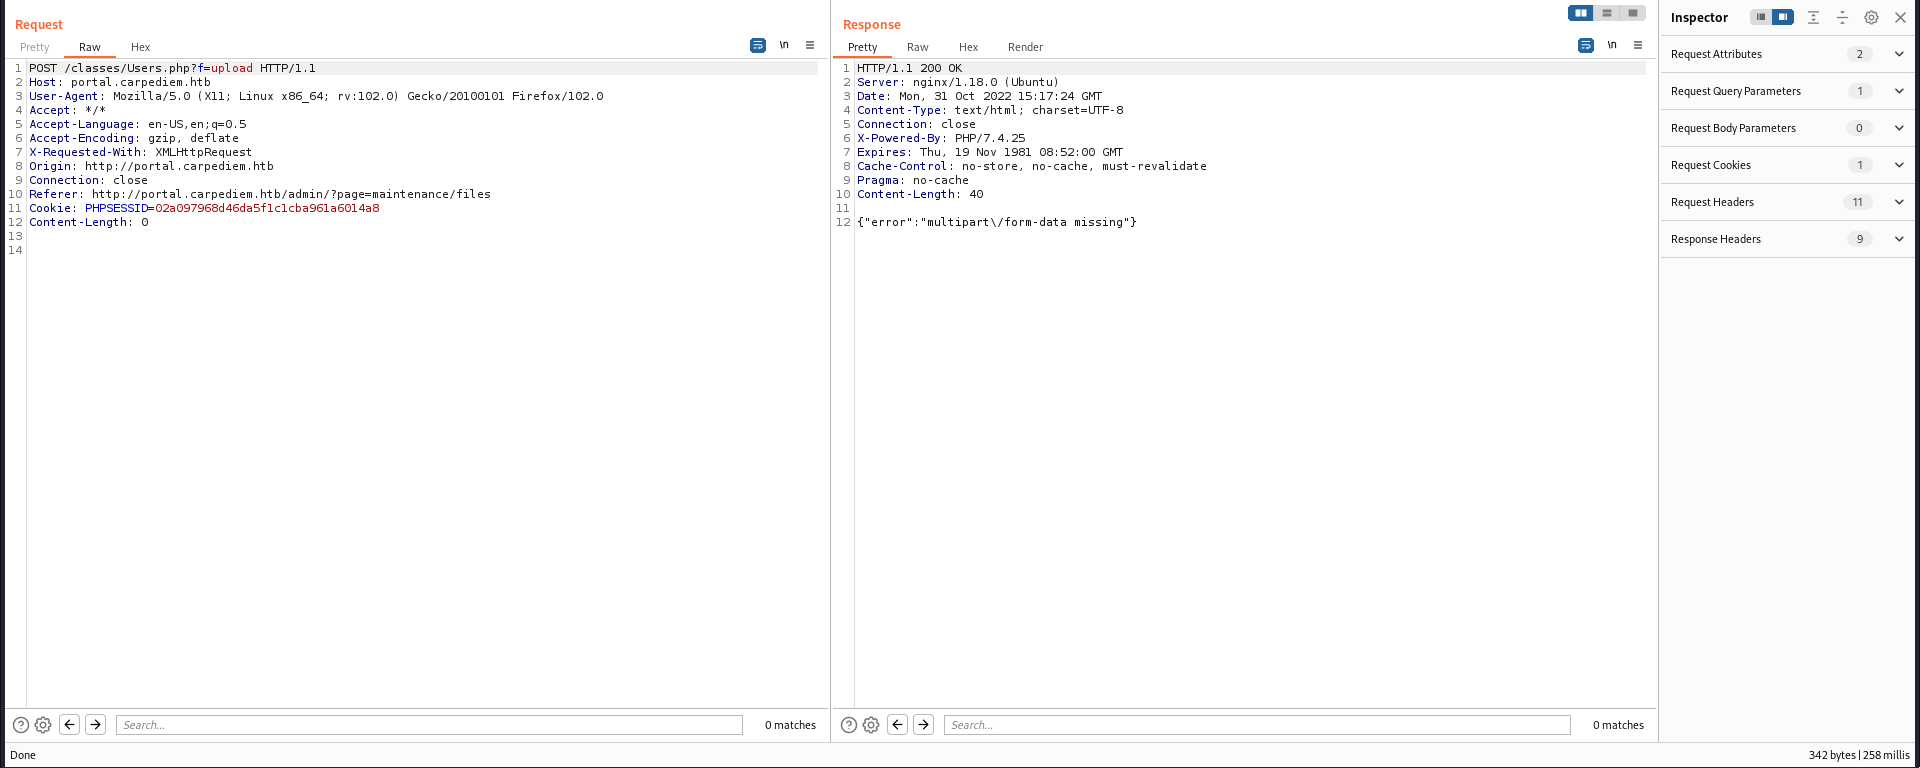 Request
Pretty Raw Hex \n
1 POST /classes/Users.php?f=upload HTTP/1.1
2 Host: portal.carpediem.htb
3 User-Agent: Mozilla/5.0 (X11; Linux x86_64; rv:102.0) Gecko/20100101 Firefox/102.0
4 Accept: */*
5 Accept-Language: en-US,en;q=0.5
6 Accept-Encoding: gzip, deflate
7 X-Requested-With: XMLHttpRequest
8 Origin: http://portal.carpediem.htb
9 Connection: close
10 Referer: http://portal.carpediem.htb/admin/?page=maintenance/files
11 Cookie: PHPSESSID=02a097968d46da5f1c1cba961a6014a8
12 Content-Length: 0
13
14
Search...
0 matches
Response
Pretty Raw Hex Render \n
1 HTTP/1.1 200 OK
2 Server: nginx/1.18.0 (Ubuntu)
3 Date: Mon, 31 Oct 2022 15:17:24 GMT
4 Content-Type: text/html; charset=UTF-8
5 Connection: close
6 X-Powered-By: PHP/7.4.25
7 Expires: Thu, 19 Nov 1981 08:52:00 GMT
8 Cache-Control: no-store, no-cache, must-revalidate
9 Pragma: no-cache
10 Content-Length: 40
11
12 {"error":"multipart\/form-data missing"}
Search...
0 matches
Inspector
Request Attributes 2
Request Query Parameters 1
Request Body Parameters 0
Request Cookies 1
Request Headers 11
Response Headers 9
Done
342 bytes | 258 millis